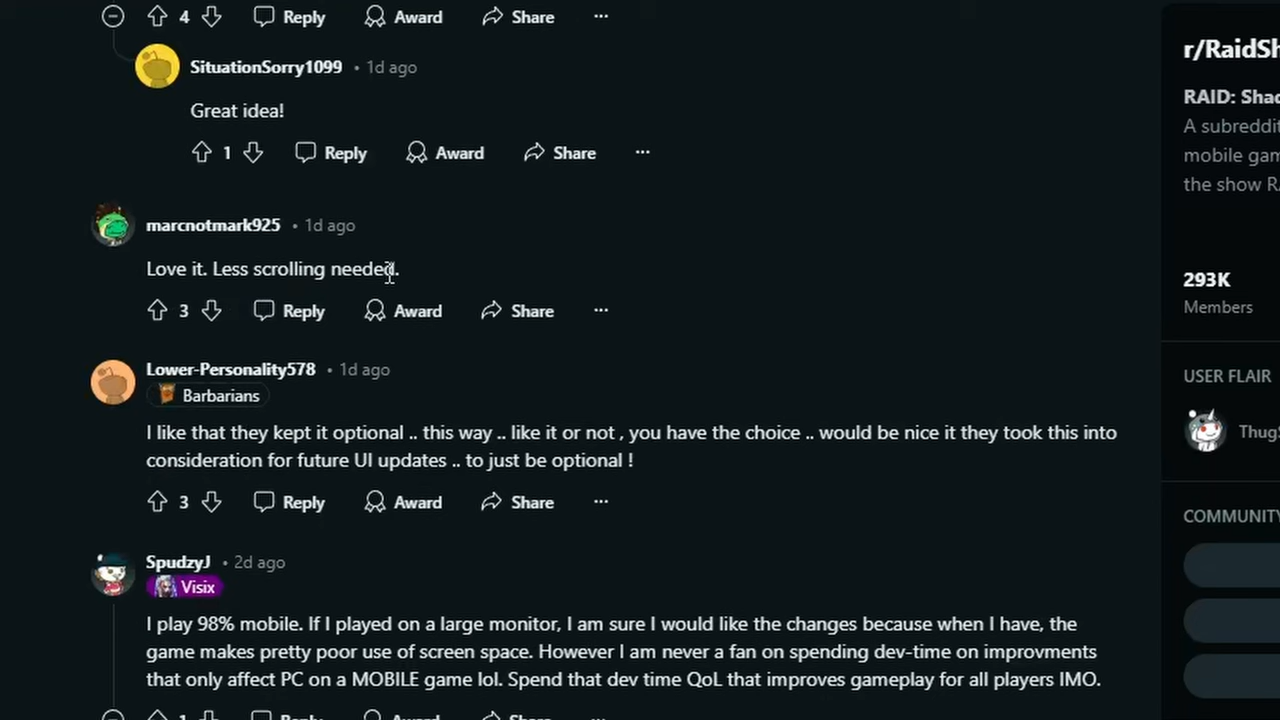 4 Reply Award Share ...
SituationSorry1099 • 1d ago
Great idea!
1 Reply Award Share ...
marcnotmark925 • 1d ago
Love it. Less scrolling needed.
3 Reply Award Share ...
Lower-Personality578 • 1d ago
Barbarians
I like that they kept it optional .. this way .. like it or not , you have the choice .. would be nice it they took this into
consideration for future UI updates .. to just be optional !
3 Reply Award Share ...
SpudzyJ • 2d ago
Visix
I play 98% mobile. If I played on a large monitor, I am sure I would like the changes because when I have, the
game makes pretty poor use of screen space. However I am never a fan on spending dev-time on improvments
that only affect PC on a MOBILE game lol. Spend that dev time QoL that improves gameplay for all players IMO.
1 Reply Award Share
r/RaidSh
RAID: Shad
A subreddit
mobile gam
the show RA
293K
Members
USER FLAIR
ThugS
COMMUNITY